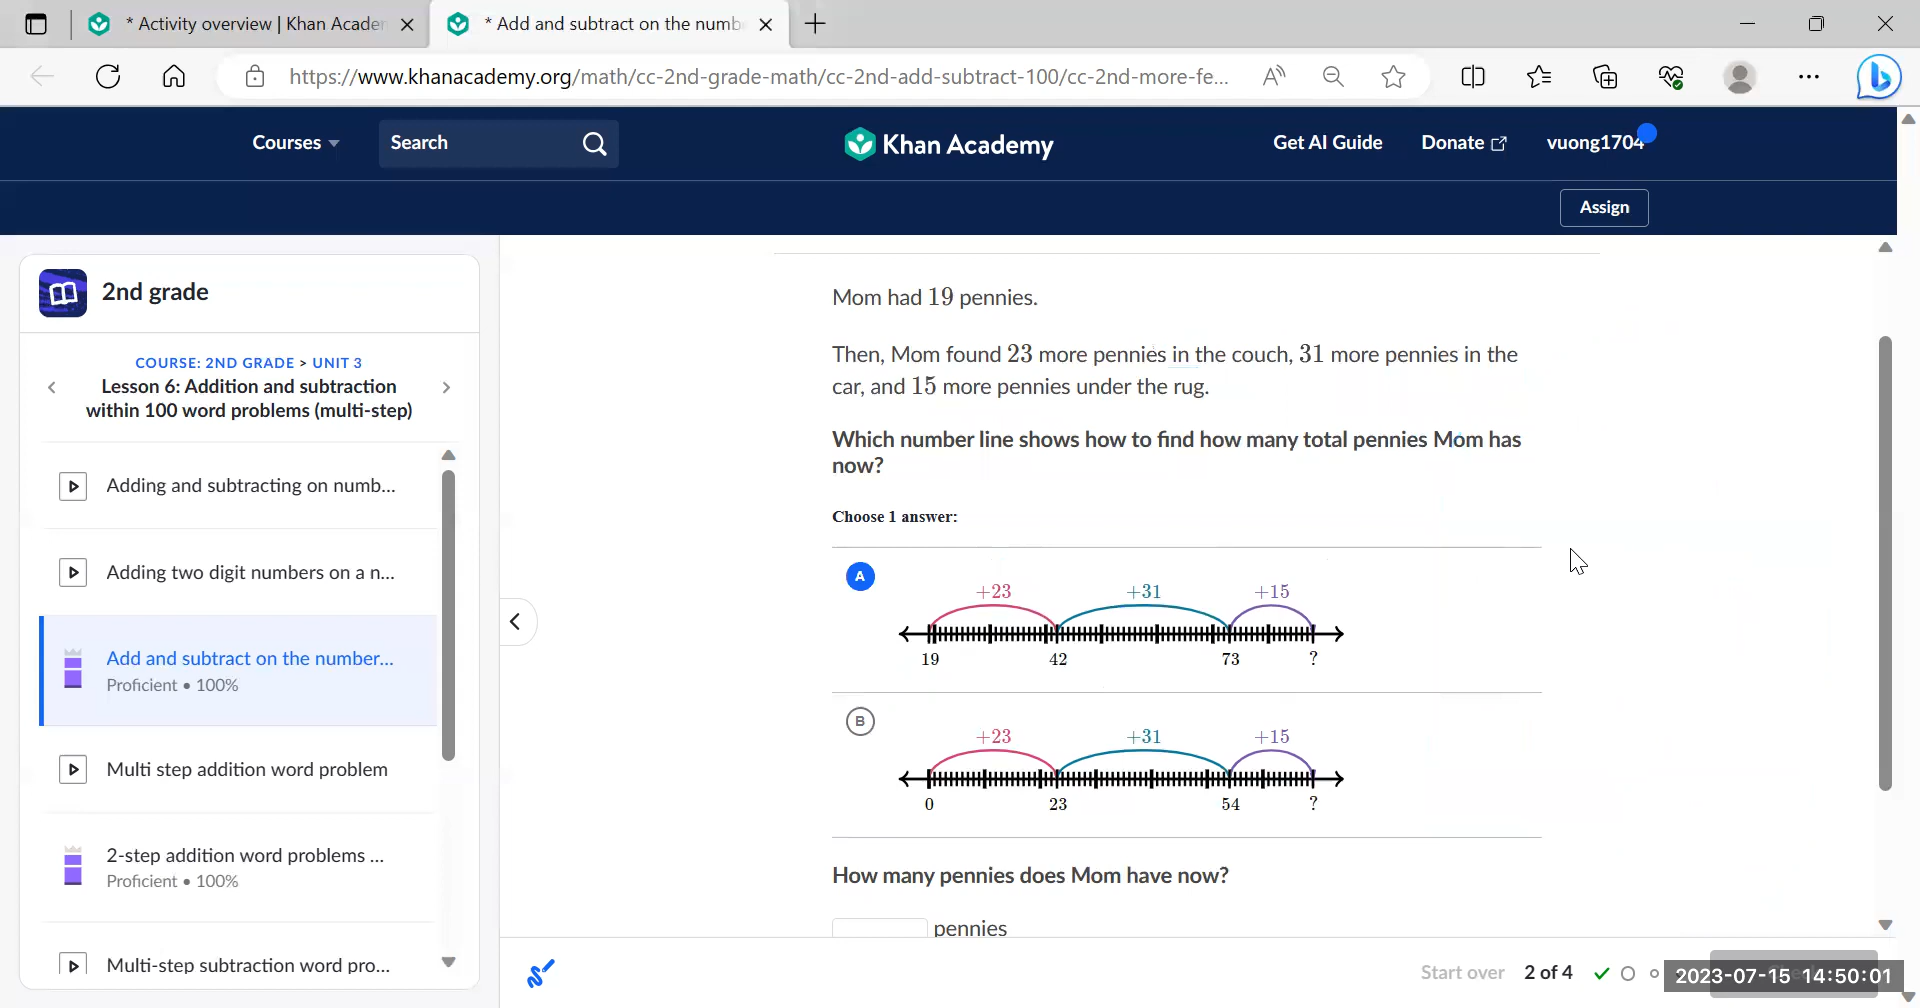 * Activity overview | Khan Acade
* Add and subtract on the numb
https://www.khanacademy.org/math/cc-2nd-grade-math/cc-2nd-add-subtract-100/cc-2nd-more-fe...
Courses
Search
Khan Academy
Get AI Guide
Donate
vuong1704
Assign
2nd grade
COURSE: 2ND GRADE > UNIT 3
Lesson 6: Addition and subtraction
within 100 word problems (multi-step)
Adding and subtracting on numb...
Adding two digit numbers on a n...
Add and subtract on the number...
Proficient • 100%
Multi step addition word problem
2-step addition word problems ...
Proficient • 100%
Multi-step subtraction word pro...
Mom had 19 pennies.
Then, Mom found 23 more pennies in the couch, 31 more pennies in the
car, and 15 more pennies under the rug.
Which number line shows how to find how many total pennies Mom has
now?
Choose 1 answer:
A
+23 +31 +15
19 42 73 ?
B
+23 +31 +15
0 23 54 ?
How many pennies does Mom have now?
pennies
Start over 2 of 4
2023-07-15 14:50:01